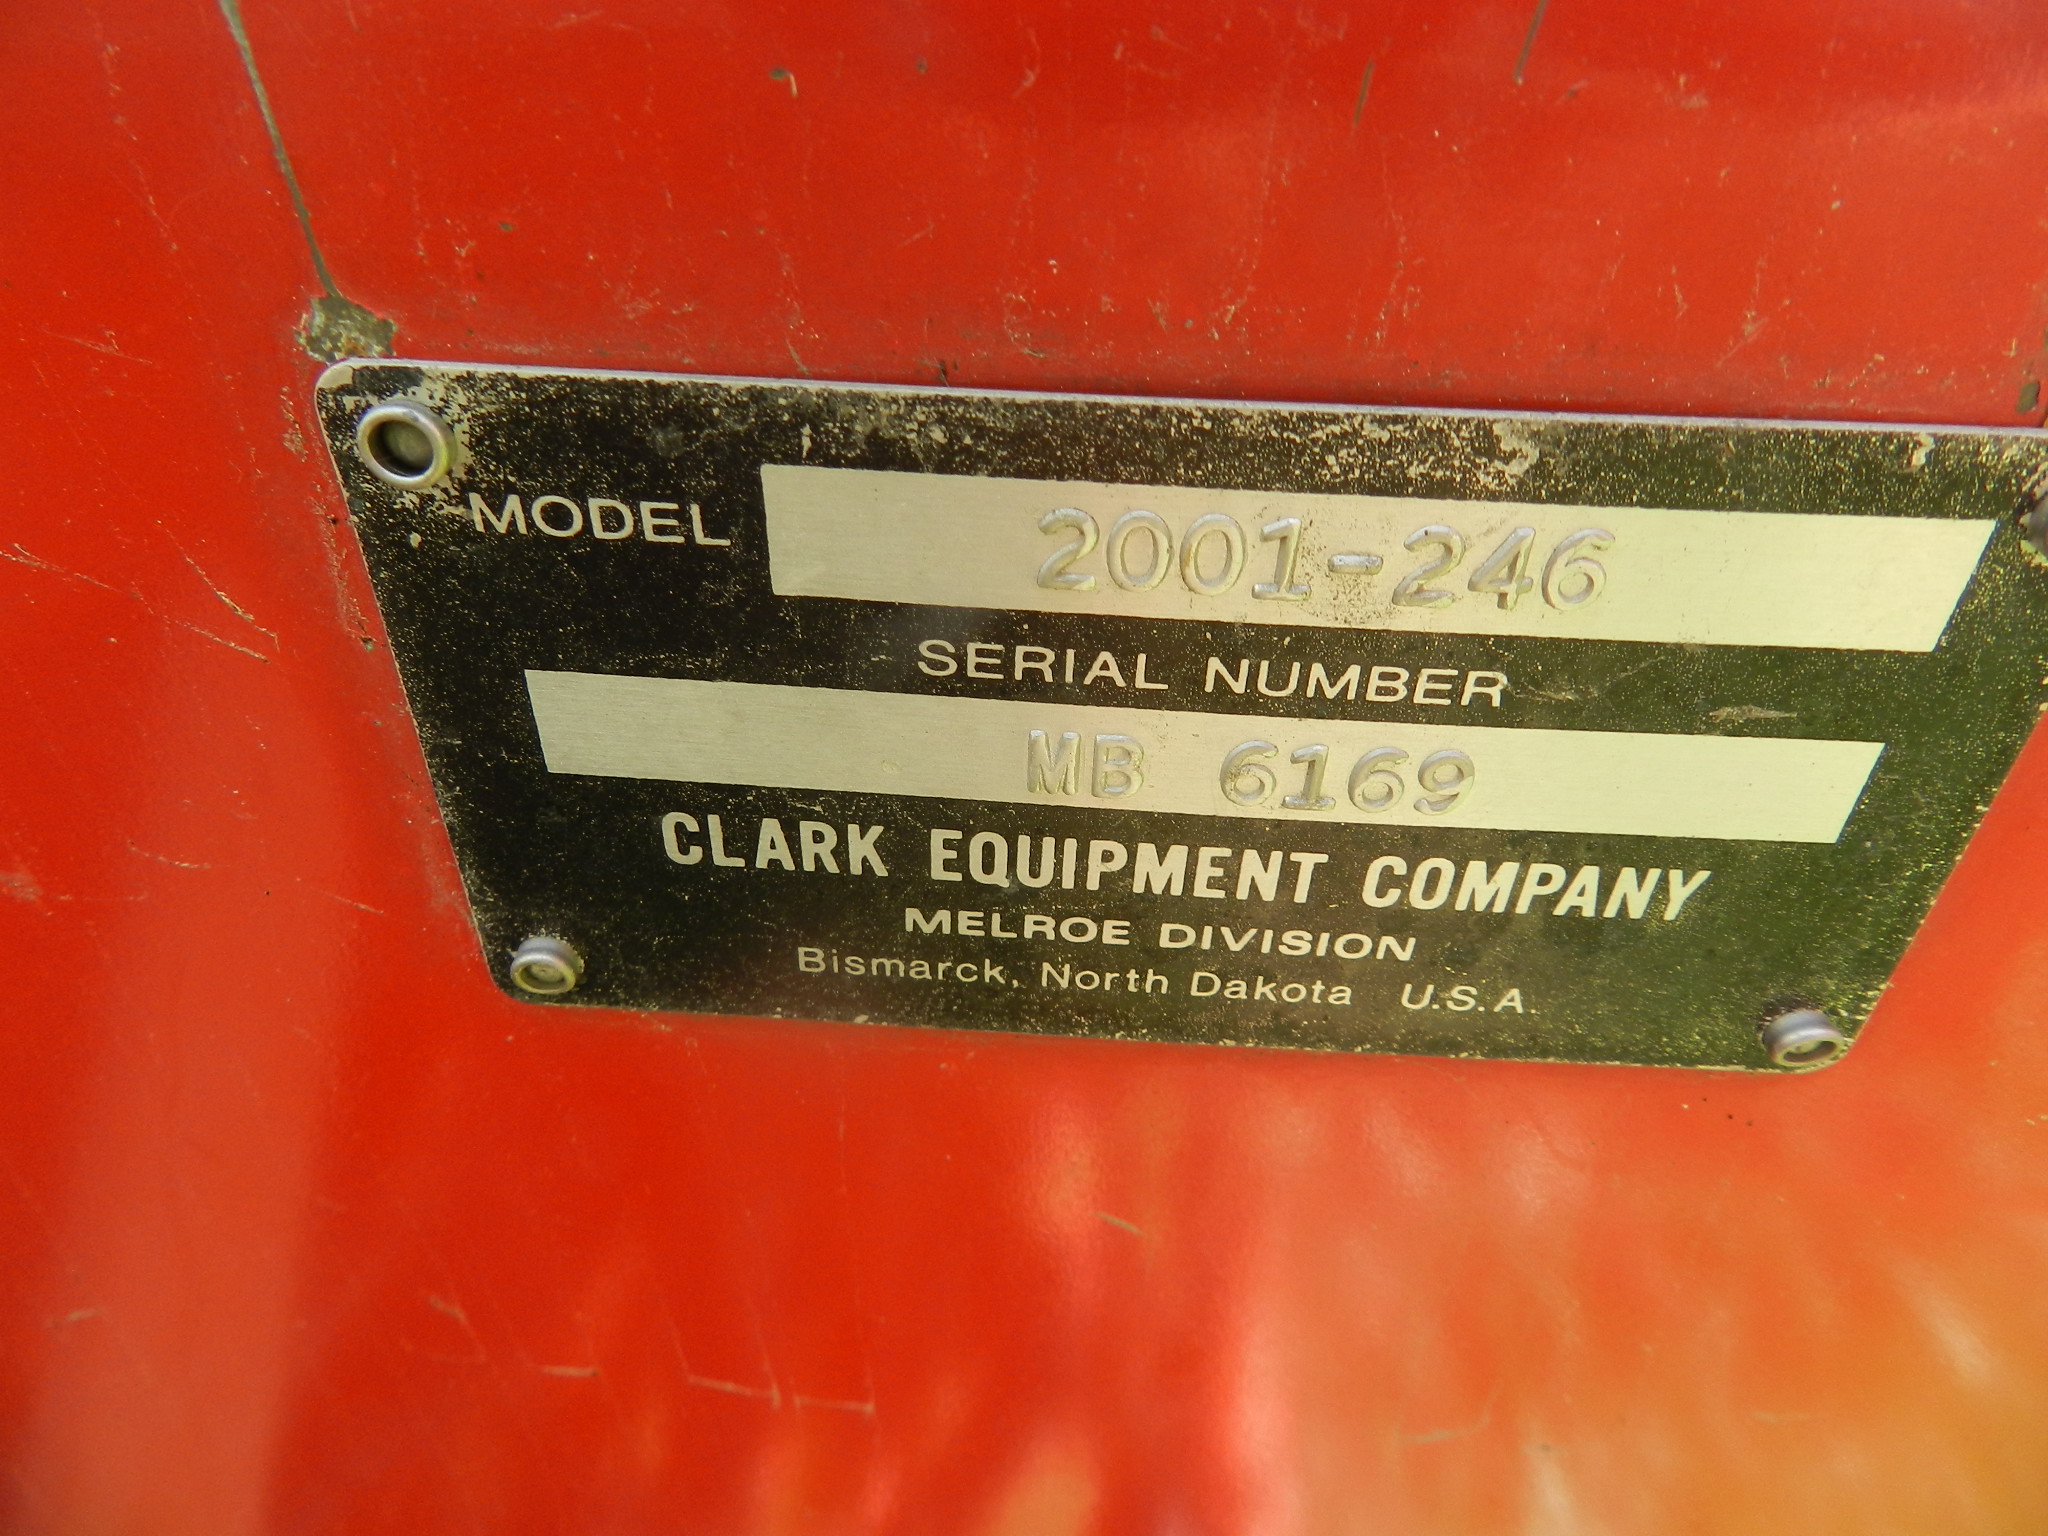 MODEL 2001-246
SERIAL NUMBER
MB 6169
CLARK EQUIPMENT COMPANY
MELROE DIVISION
Bismarck, North Dakota U.S.A.